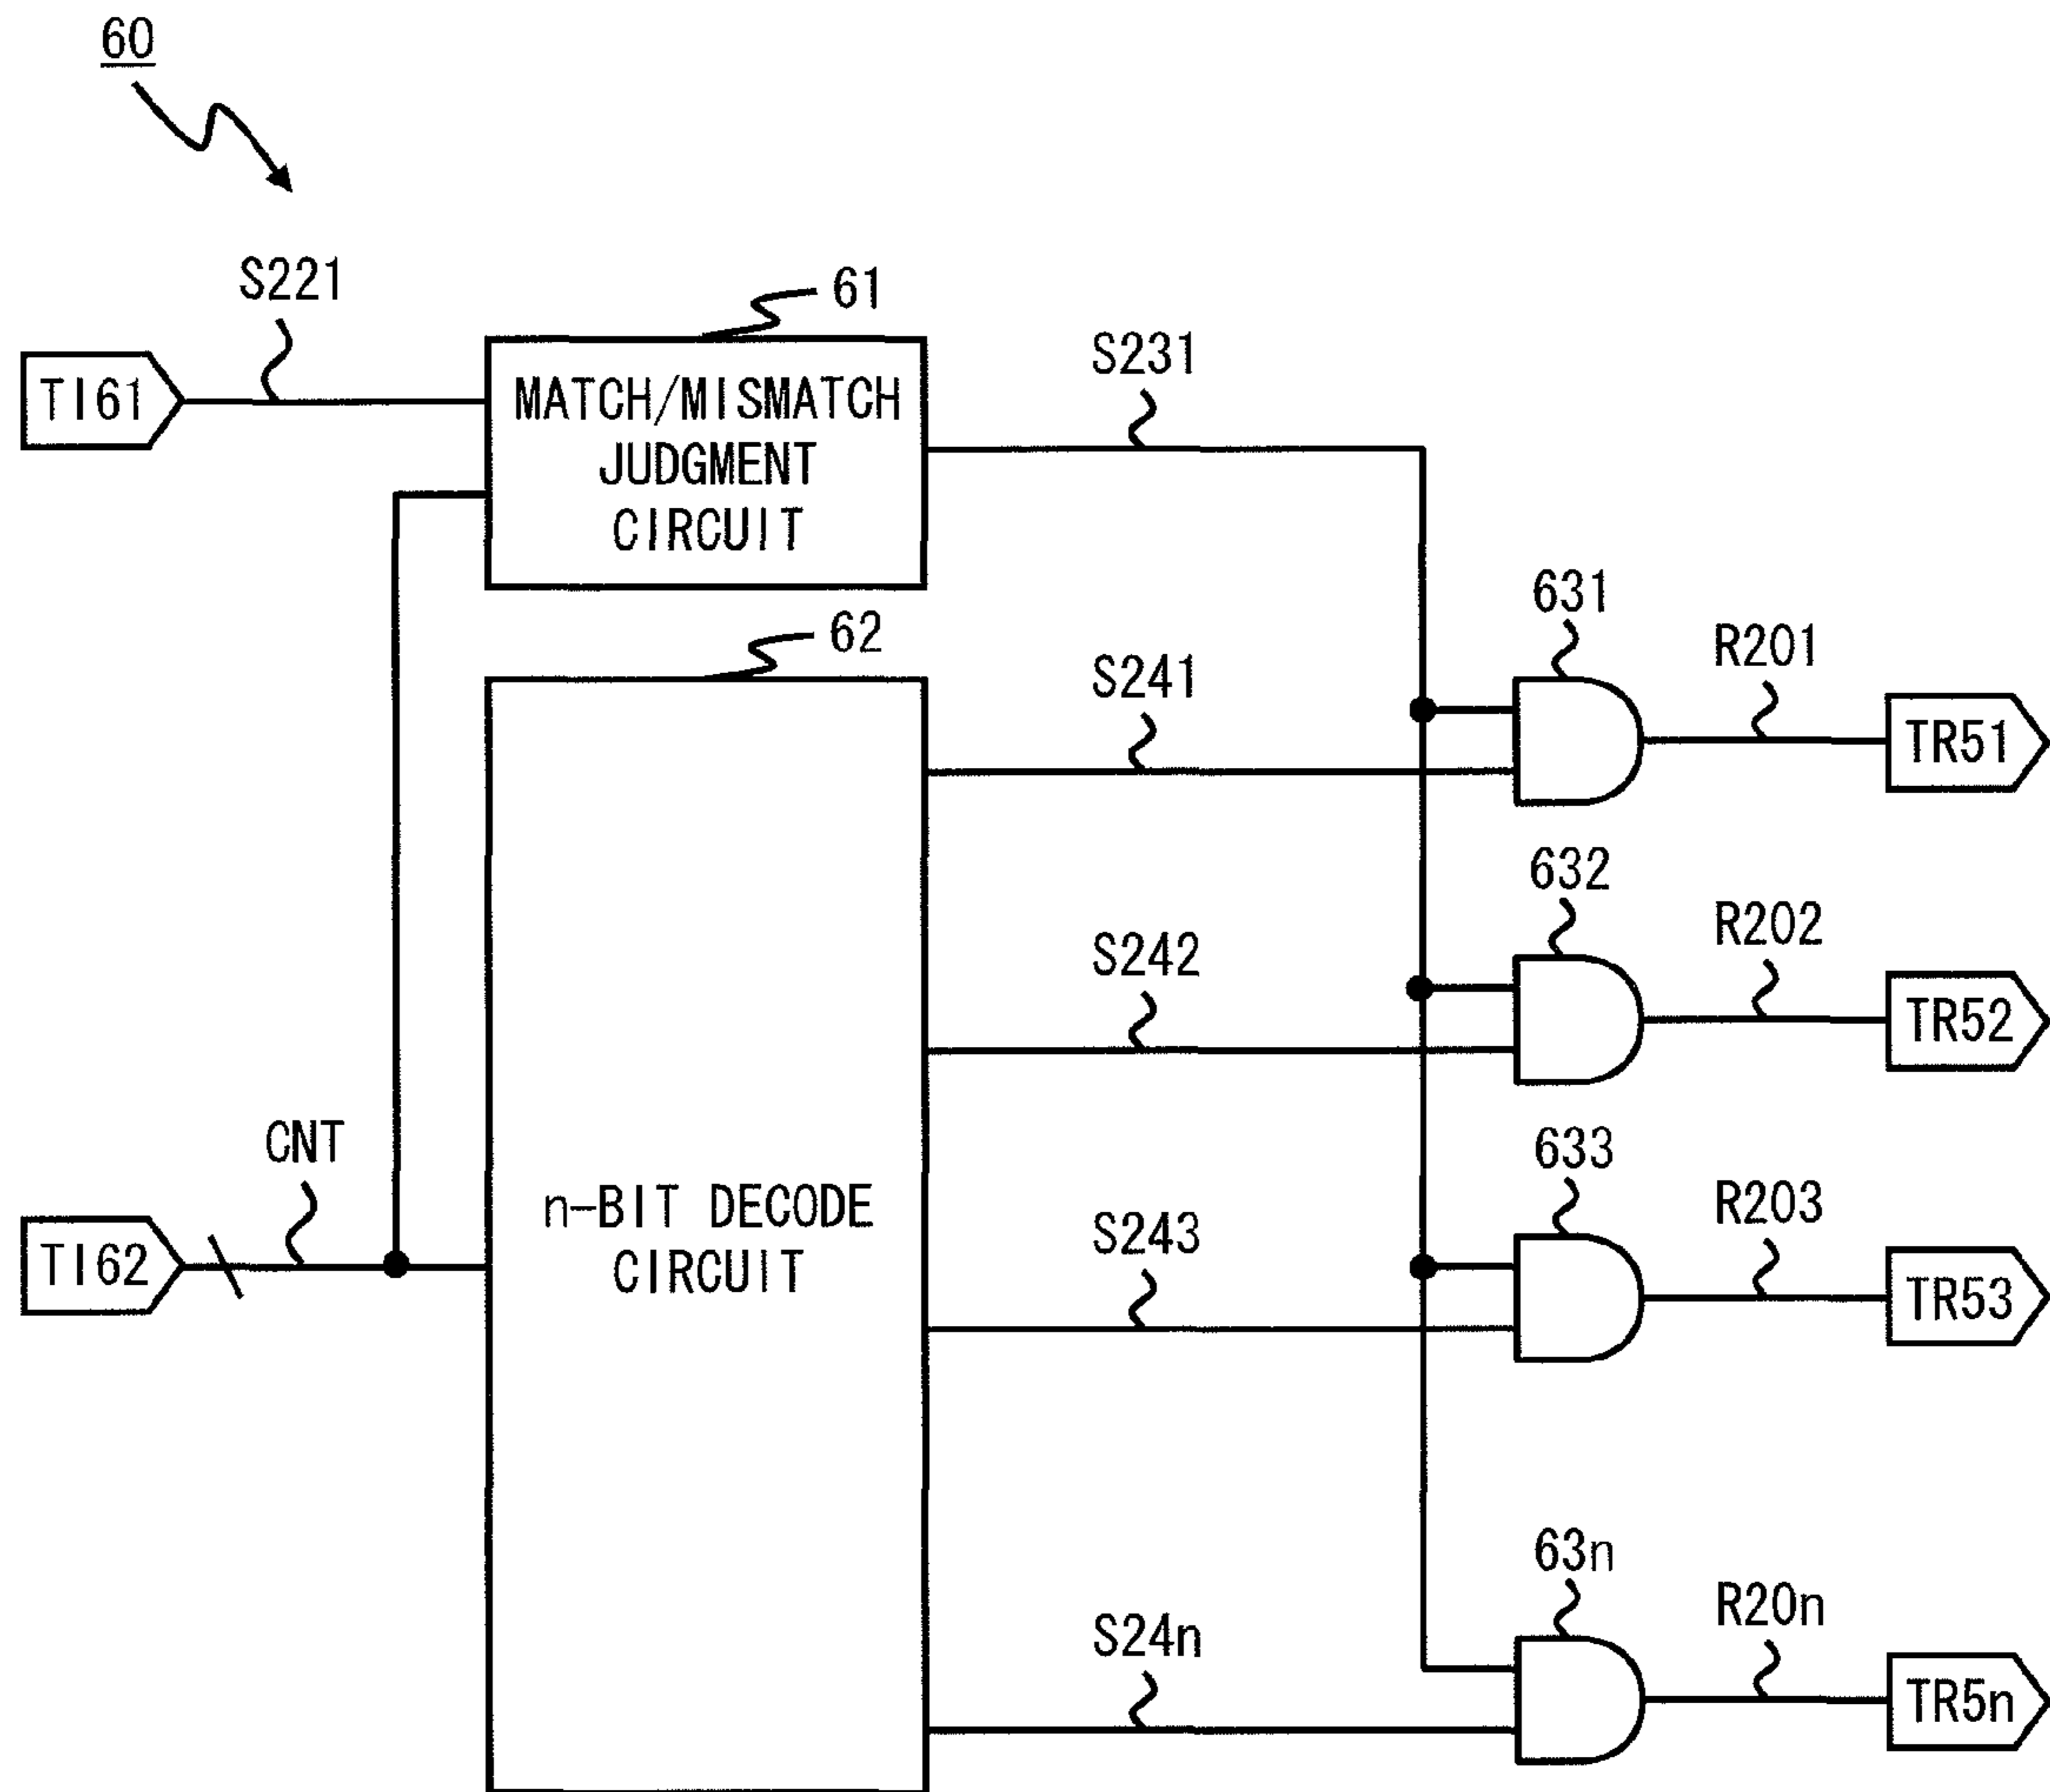 60
S221
61
TI61
MATCH/MISMATCH
JUDGMENT
CIRCUIT
S231
62
631
S241
R201
TR51
632
S242
R202
TR52
CNT
633
TI62
n-BIT DECODE
CIRCUIT
S243
R203
TR53
63n
S24n
R20n
TR5n